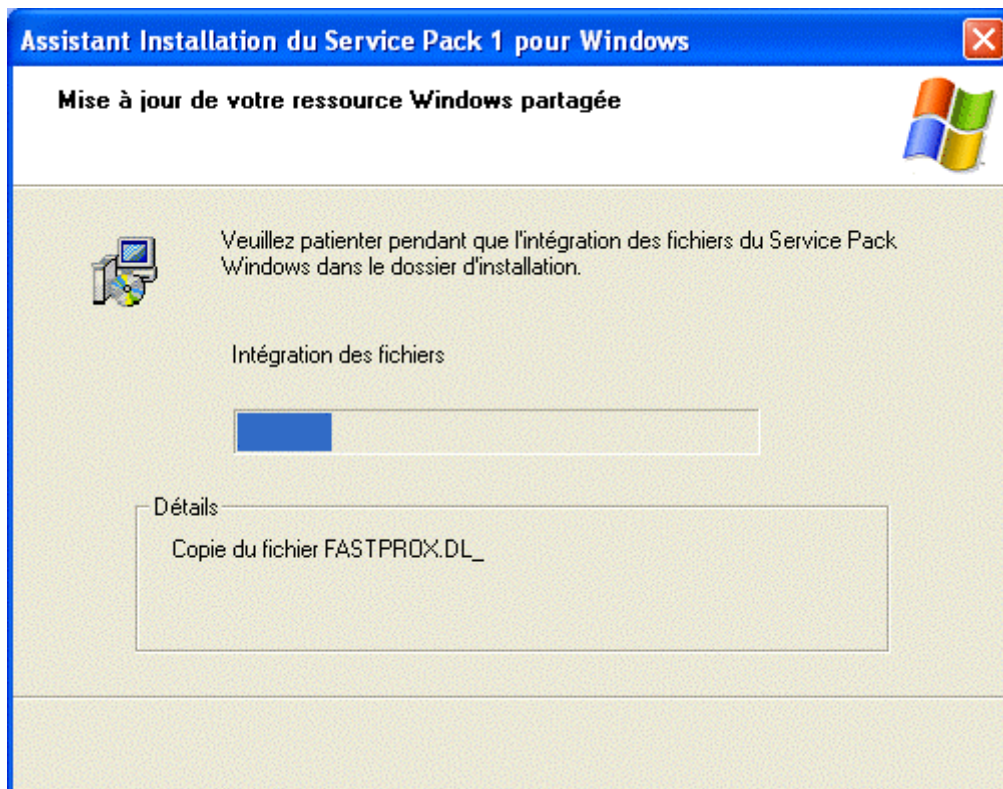 Assistant Installation du Service Pack 1 pour Windows
Mise à jour de votre ressource Windows partagée
Veuillez patienter pendant que l'intégration des fichiers du Service Pack
Windows dans le dossier d'installation.
Intégration des fichiers
Détails
Copie du fichier FASTPROX.DL_